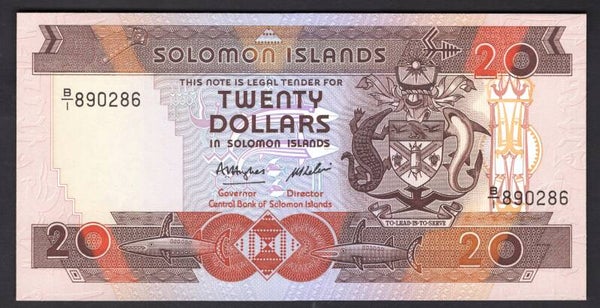 SOLOMON ISLANDS
20
THIS NOTE IS LEGAL TENDER FOR
B/1 890286
TWENTY
DOLLARS
IN SOLOMON ISLANDS
Governor Director
Central Bank of Solomon Islands
B/1 890286
TO·LEAD·IS·TO·SERVE
20
20